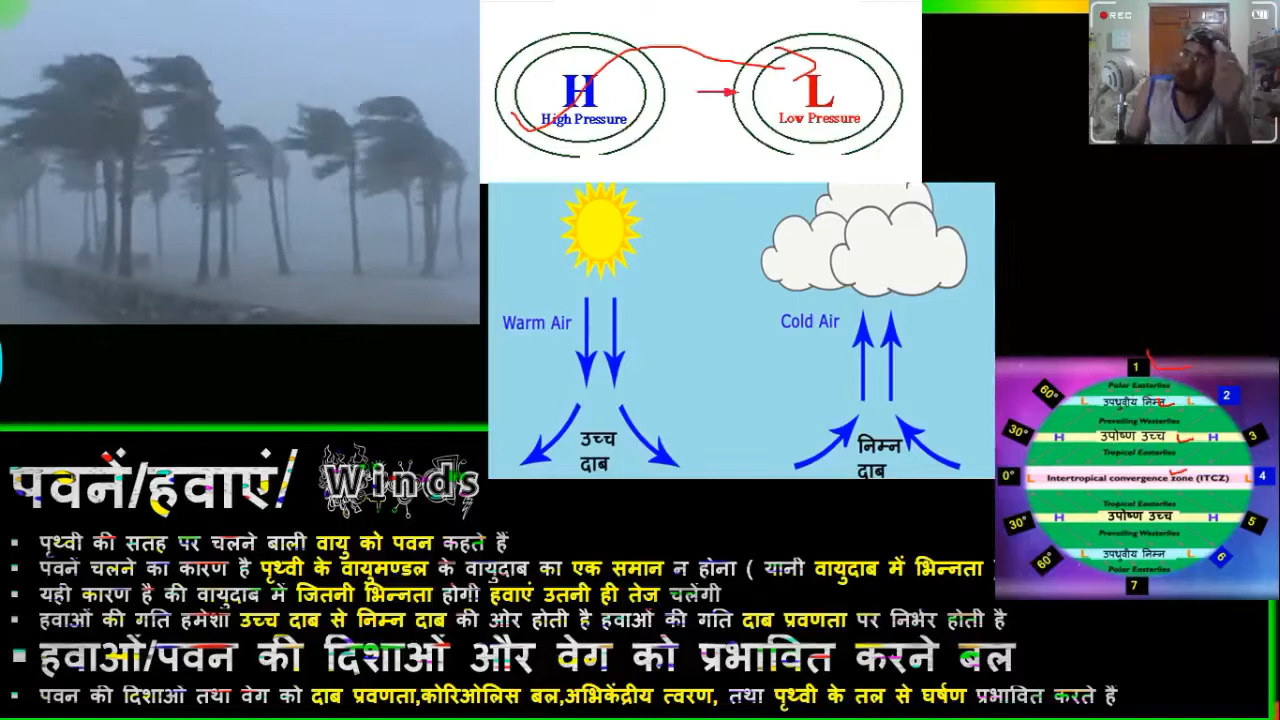 REC
H
High Pressure
L
Low Pressure
Warm Air
Cold Air
उच्च
दाब
निम्न
दाब
1
Polar Easterlies
60°
उपध्रुवीय निम्न
L
L
2
Prevailing Westerlies
30°
H
उपोष्ण उच्च
H
3
Tropical Easterlies
0°
L
Intertropical convergence zone (ITCZ)
L
4
Tropical Easterlies
30°
H
उपोष्ण उच्च
H
5
Prevailing Westerlies
60°
L
उपध्रुवीय निम्न
L
6
Polar Easterlies
7
पवनें/हवाएं/ Winds
▪ पृथ्वी की सतह पर चलने बाली वायु को पवन कहते हैं
▪ पवनें चलने का कारण है पृथ्वी के वायुमण्डल के वायुदाब का एक समान न होना ( यानी वायुदाब में भिन्नता )
▪ यही कारण है की वायुदाब में जितनी भिन्नता होगी हवाएं उतनी ही तेज चलेंगी
▪ हवाओं की गति हमेशा उच्च दाब से निम्न दाब की ओर होती है हवाओं की गति दाब प्रवणता पर निर्भर होती है
▪ हवाओं/पवन की दिशाओं और वेग को प्रभावित करने बल
▪ पवन की दिशाओं तथा वेग को दाब प्रवणता,कोरिओलिस बल,अभिकेंद्रीय त्वरण, तथा पृथ्वी के तल से घर्षण प्रभावित करते है